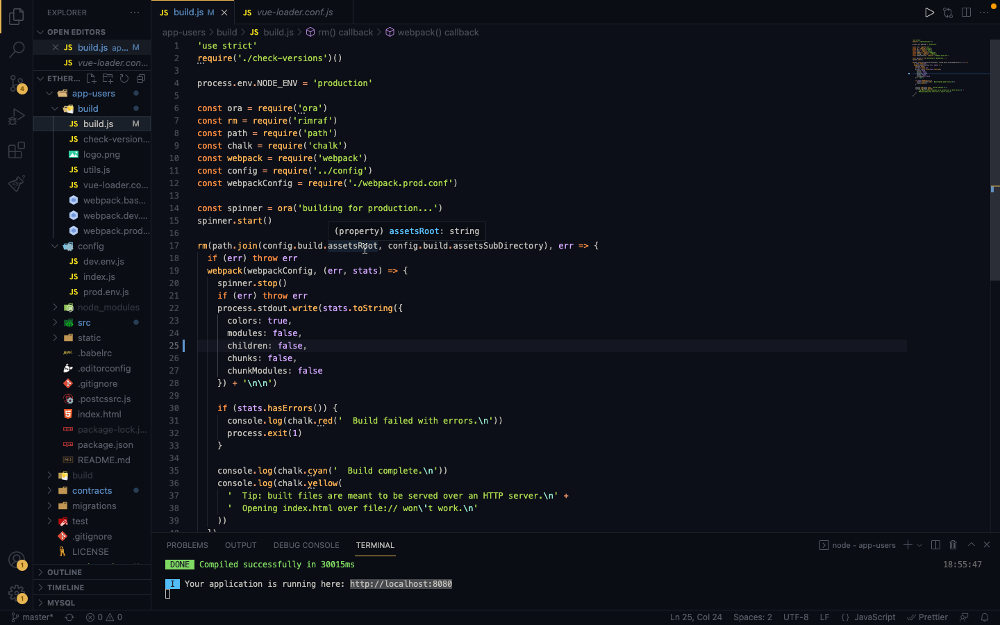 EXPLORER
OPEN EDITORS
JS build.js ap... M
JS vue-loader.con...
ETHER...
app-users
build
JS build.js M
JS check-version...
logo.png
JS utils.js
JS vue-loader.co...
webpack.bas...
webpack.dev....
webpack.prod...
config
JS dev.env.js
JS index.js
JS prod.env.js
node_modules
src
static
.babelrc
.editorconfig
.gitignore
.postcssrc.js
index.html
package-lock.j...
package.json
README.md
build
contracts
migrations
test
.gitignore
LICENSE
OUTLINE
TIMELINE
MYSQL
4
1
1
JS build.js M
JS vue-loader.conf.js
app-users > build > JS build.js > rm() callback > webpack() callback
1 'use strict'
2 require('./check-versions')()
3
4 process.env.NODE_ENV = 'production'
5
6 const ora = require('ora')
7 const rm = require('rimraf')
8 const path = require('path')
9 const chalk = require('chalk')
10 const webpack = require('webpack')
11 const config = require('../config')
12 const webpackConfig = require('./webpack.prod.conf')
13
14 const spinner = ora('building for production...')
15 spinner.start()
(property) assetsRoot: string
16
17 rm(path.join(config.build.assetsRoot, config.build.assetsSubDirectory), err => {
18 if (err) throw err
19 webpack(webpackConfig, (err, stats) => {
20 spinner.stop()
21 if (err) throw err
22 process.stdout.write(stats.toString({
23 colors: true,
24 modules: false,
25 children: false,
26 chunks: false,
27 chunkModules: false
28 }) + '\n\n')
29
30 if (stats.hasErrors()) {
31 console.log(chalk.red('  Build failed with errors.\n'))
32 process.exit(1)
33 }
34
35 console.log(chalk.cyan('  Build complete.\n'))
36 console.log(chalk.yellow(
37 '  Tip: built files are meant to be served over an HTTP server.\n' +
38 '  Opening index.html over file:// won\'t work.\n'
39 ))
PROBLEMS OUTPUT DEBUG CONSOLE TERMINAL
node - app-users
DONE Compiled successfully in 30015ms 18:55:47
I Your application is running here: http://localhost:8080
master* 0 0 Ln 25, Col 24 Spaces: 2 UTF-8 LF {} JavaScript Prettier